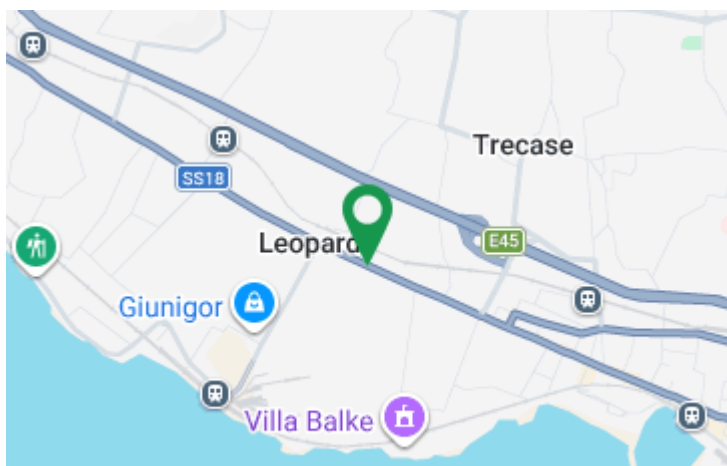 Trecase
SS18
Leopard
E45
Giunigor
Villa Balke